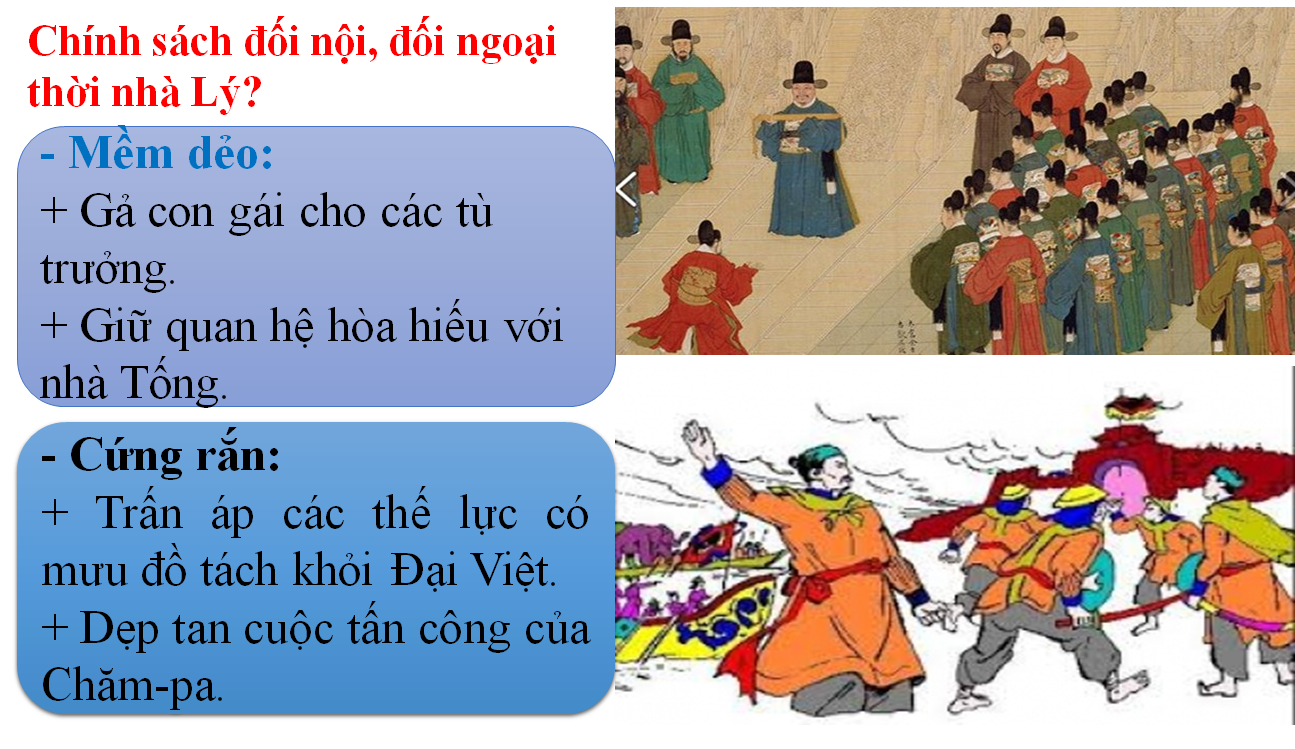 Chính sách đối nội, đối ngoại
thời nhà Lý?
- Mềm dẻo:
+ Gả con gái cho các tù
trưởng.
+ Giữ quan hệ hòa hiếu với
nhà Tống.
- Cứng rắn:
+ Trấn áp các thế lực có
mưu đồ tách khỏi Đại Việt.
+ Dẹp tan cuộc tấn công của
Chăm-pa.